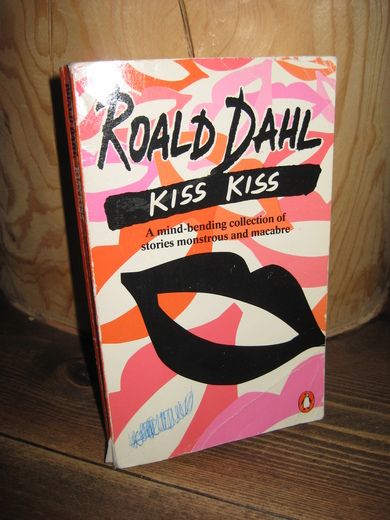 ROALD DAHL
KISS KISS
A mind-bending collection of
stories monstrous and macabre